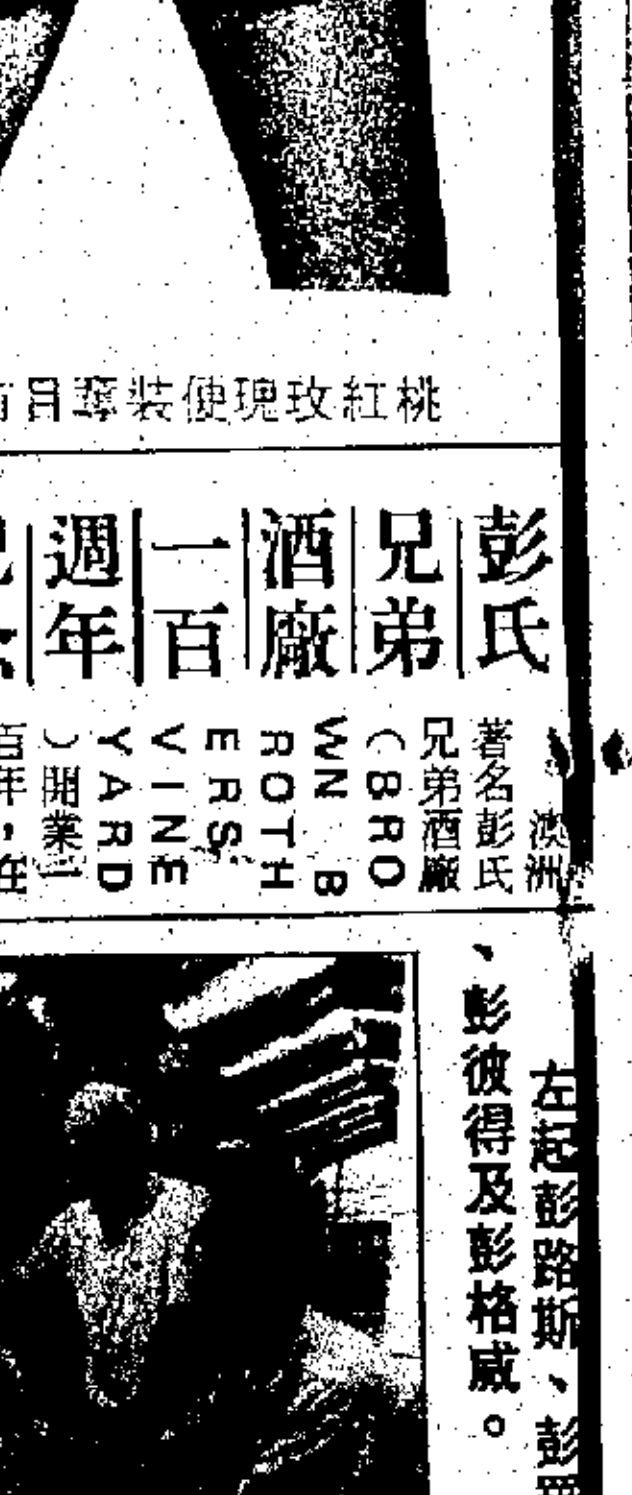 桃紅玫瑰使裝
彭氏
兄弟
酒廠
一百
週年
澳洲
著名彭氏
兄弟酒廠
(BRO
WN B
ROTH
ERS
VINE
YARD
)開業一
百年，在
左起彭路斯、彭
、彭彼得及彭格威。